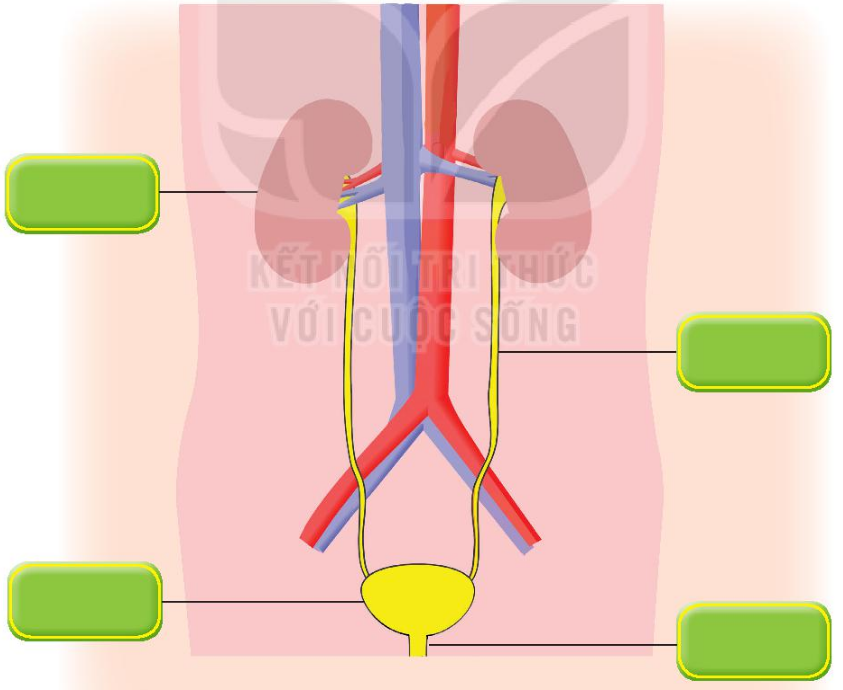 KẾT NỐI TRI THỨC
VỚI CUỘC SỐNG